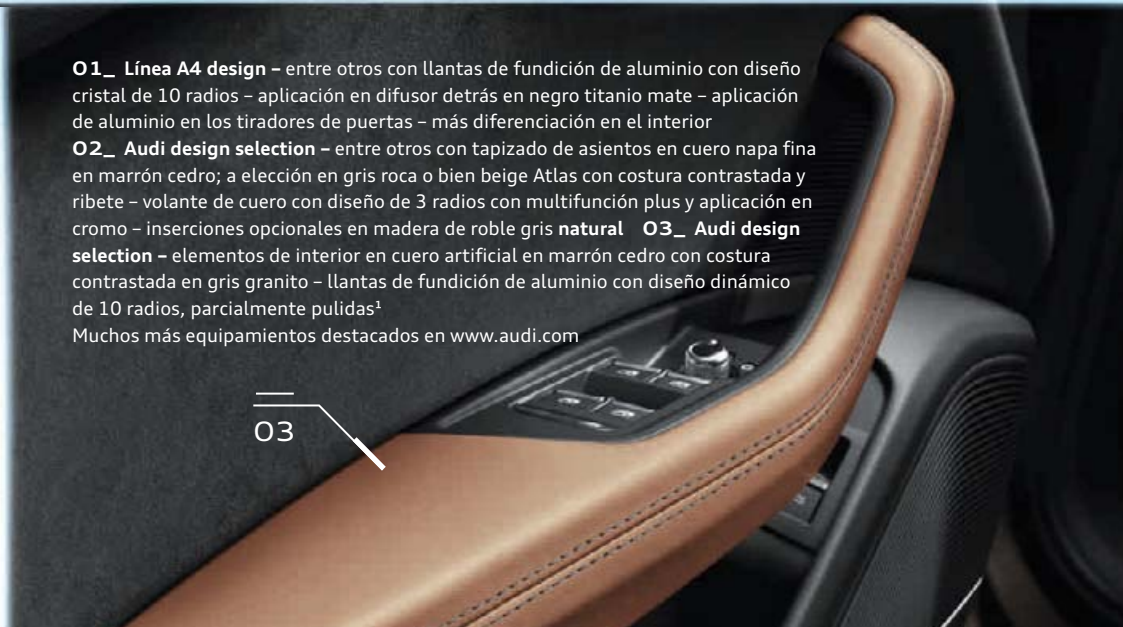 01_ Línea A4 design – entre otros con llantas de fundición de aluminio con diseño
cristal de 10 radios – aplicación en difusor detrás en negro titanio mate – aplicación
de aluminio en los tiradores de puertas – más diferenciación en el interior
02_ Audi design selection – entre otros con tapizado de asientos en cuero napa fina
en marrón cedro; a elección en gris roca o bien beige Atlas con costura contrastada y
ribete – volante de cuero con diseño de 3 radios con multifunción plus y aplicación en
cromo – inserciones opcionales en madera de roble gris natural 03_ Audi design
selection – elementos de interior en cuero artificial en marrón cedro con costura
contrastada en gris granito – llantas de fundición de aluminio con diseño dinámico
de 10 radios, parcialmente pulidas¹
Muchos más equipamientos destacados en www.audi.com
03